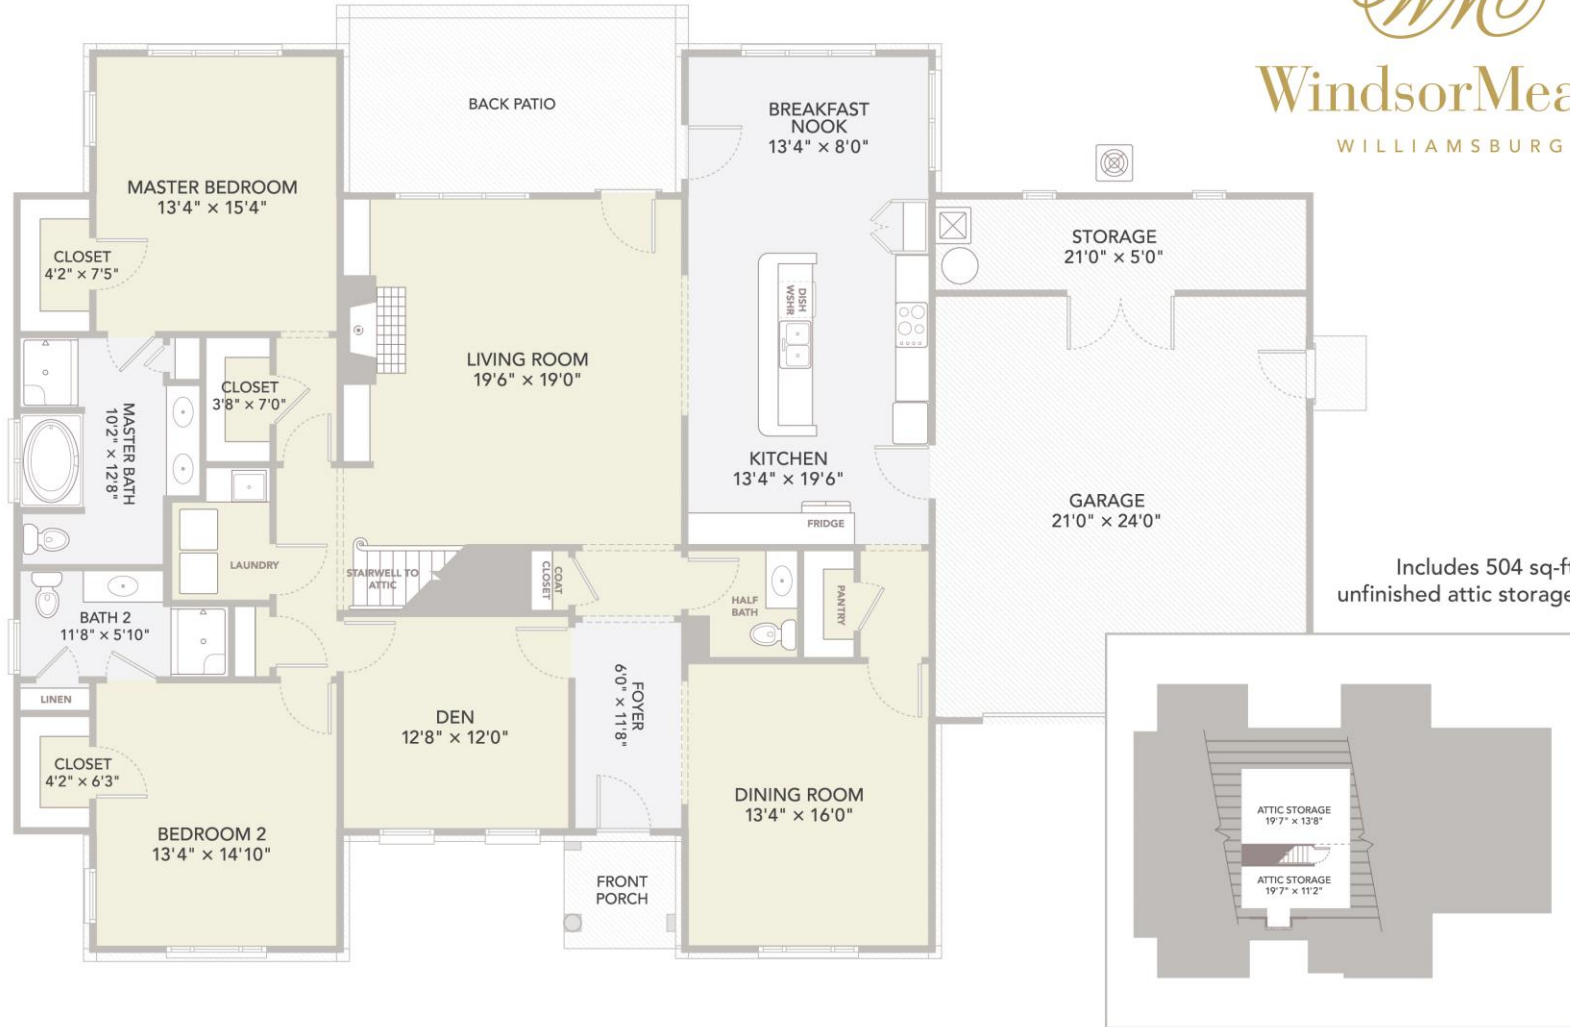 WindsorMea
WILLIAMSBURG
BACK PATIO
BREAKFAST
NOOK
13'4" × 8'0"
MASTER BEDROOM
13'4" × 15'4"
CLOSET
4'2" × 7'5"
STORAGE
21'0" × 5'0"
DISH
WSHR
LIVING ROOM
19'6" × 19'0"
CLOSET
3'8" × 7'0"
MASTER BATH
10'2" × 12'8"
KITCHEN
13'4" × 19'6"
GARAGE
21'0" × 24'0"
FRIDGE
LAUNDRY
STAIRWELL TO
ATTIC
COAT
CLOSET
HALF
BATH
PANTRY
Includes 504 sq-ft
unfinished attic storage
BATH 2
11'8" × 5'10"
LINEN
DEN
12'8" × 12'0"
FOYER
6'0" × 11'8"
CLOSET
4'2" × 6'3"
DINING ROOM
13'4" × 16'0"
BEDROOM 2
13'4" × 14'10"
FRONT
PORCH
ATTIC STORAGE
19'7" × 13'8"
ATTIC STORAGE
19'7" × 11'2"